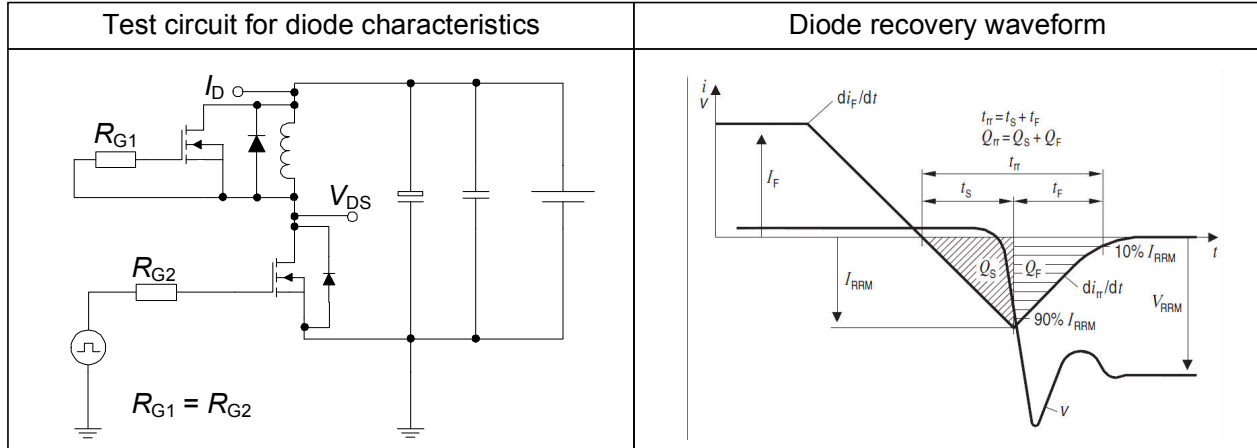 Test circuit for diode characteristics
Diode recovery waveform
I_D
R_G1
V_DS
R_G2
R_G1 = R_G2
i
v
di_F/dt
t_rr = t_S + t_F
Q_rr = Q_S + Q_F
t_rr
I_F
t_S
t_F
10% I_RRM
t
Q_S
Q_F
I_RRM
di_rr/dt
V_RRM
90% I_RRM
v